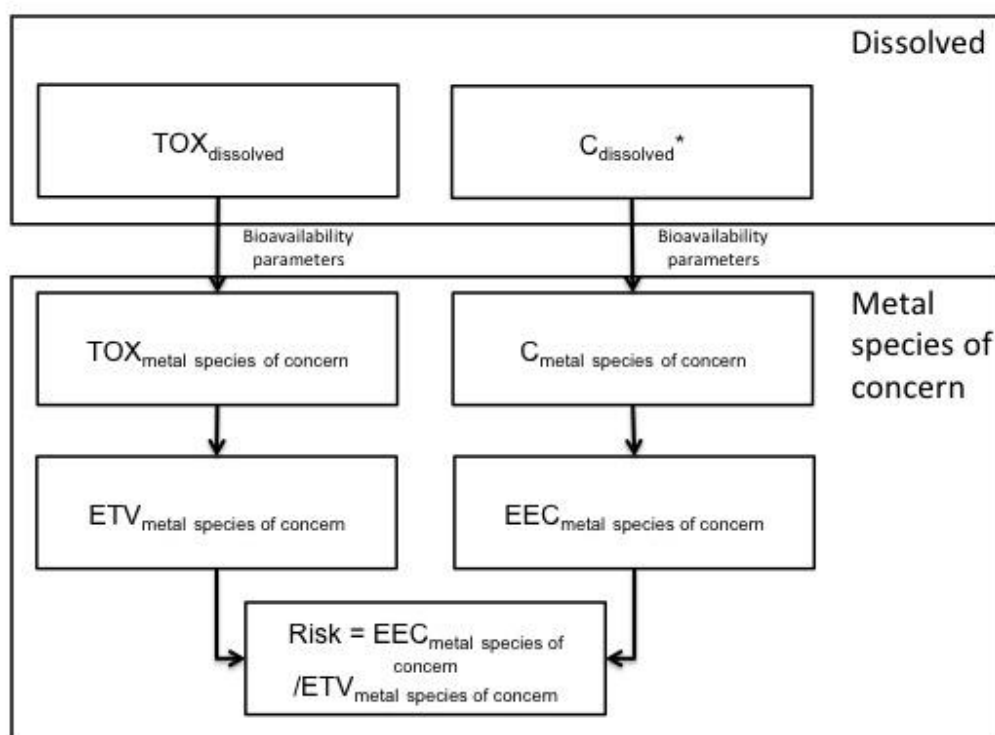 Dissolved
TOXdissolved
Cdissolved*
Bioavailability
parameters
Bioavailability
parameters
Metal
species of
concern
TOXmetal species of concern
Cmetal species of concern
ETVmetal species of concern
EECmetal species of concern
Risk = EECmetal species of
concern
/ETVmetal species of concern